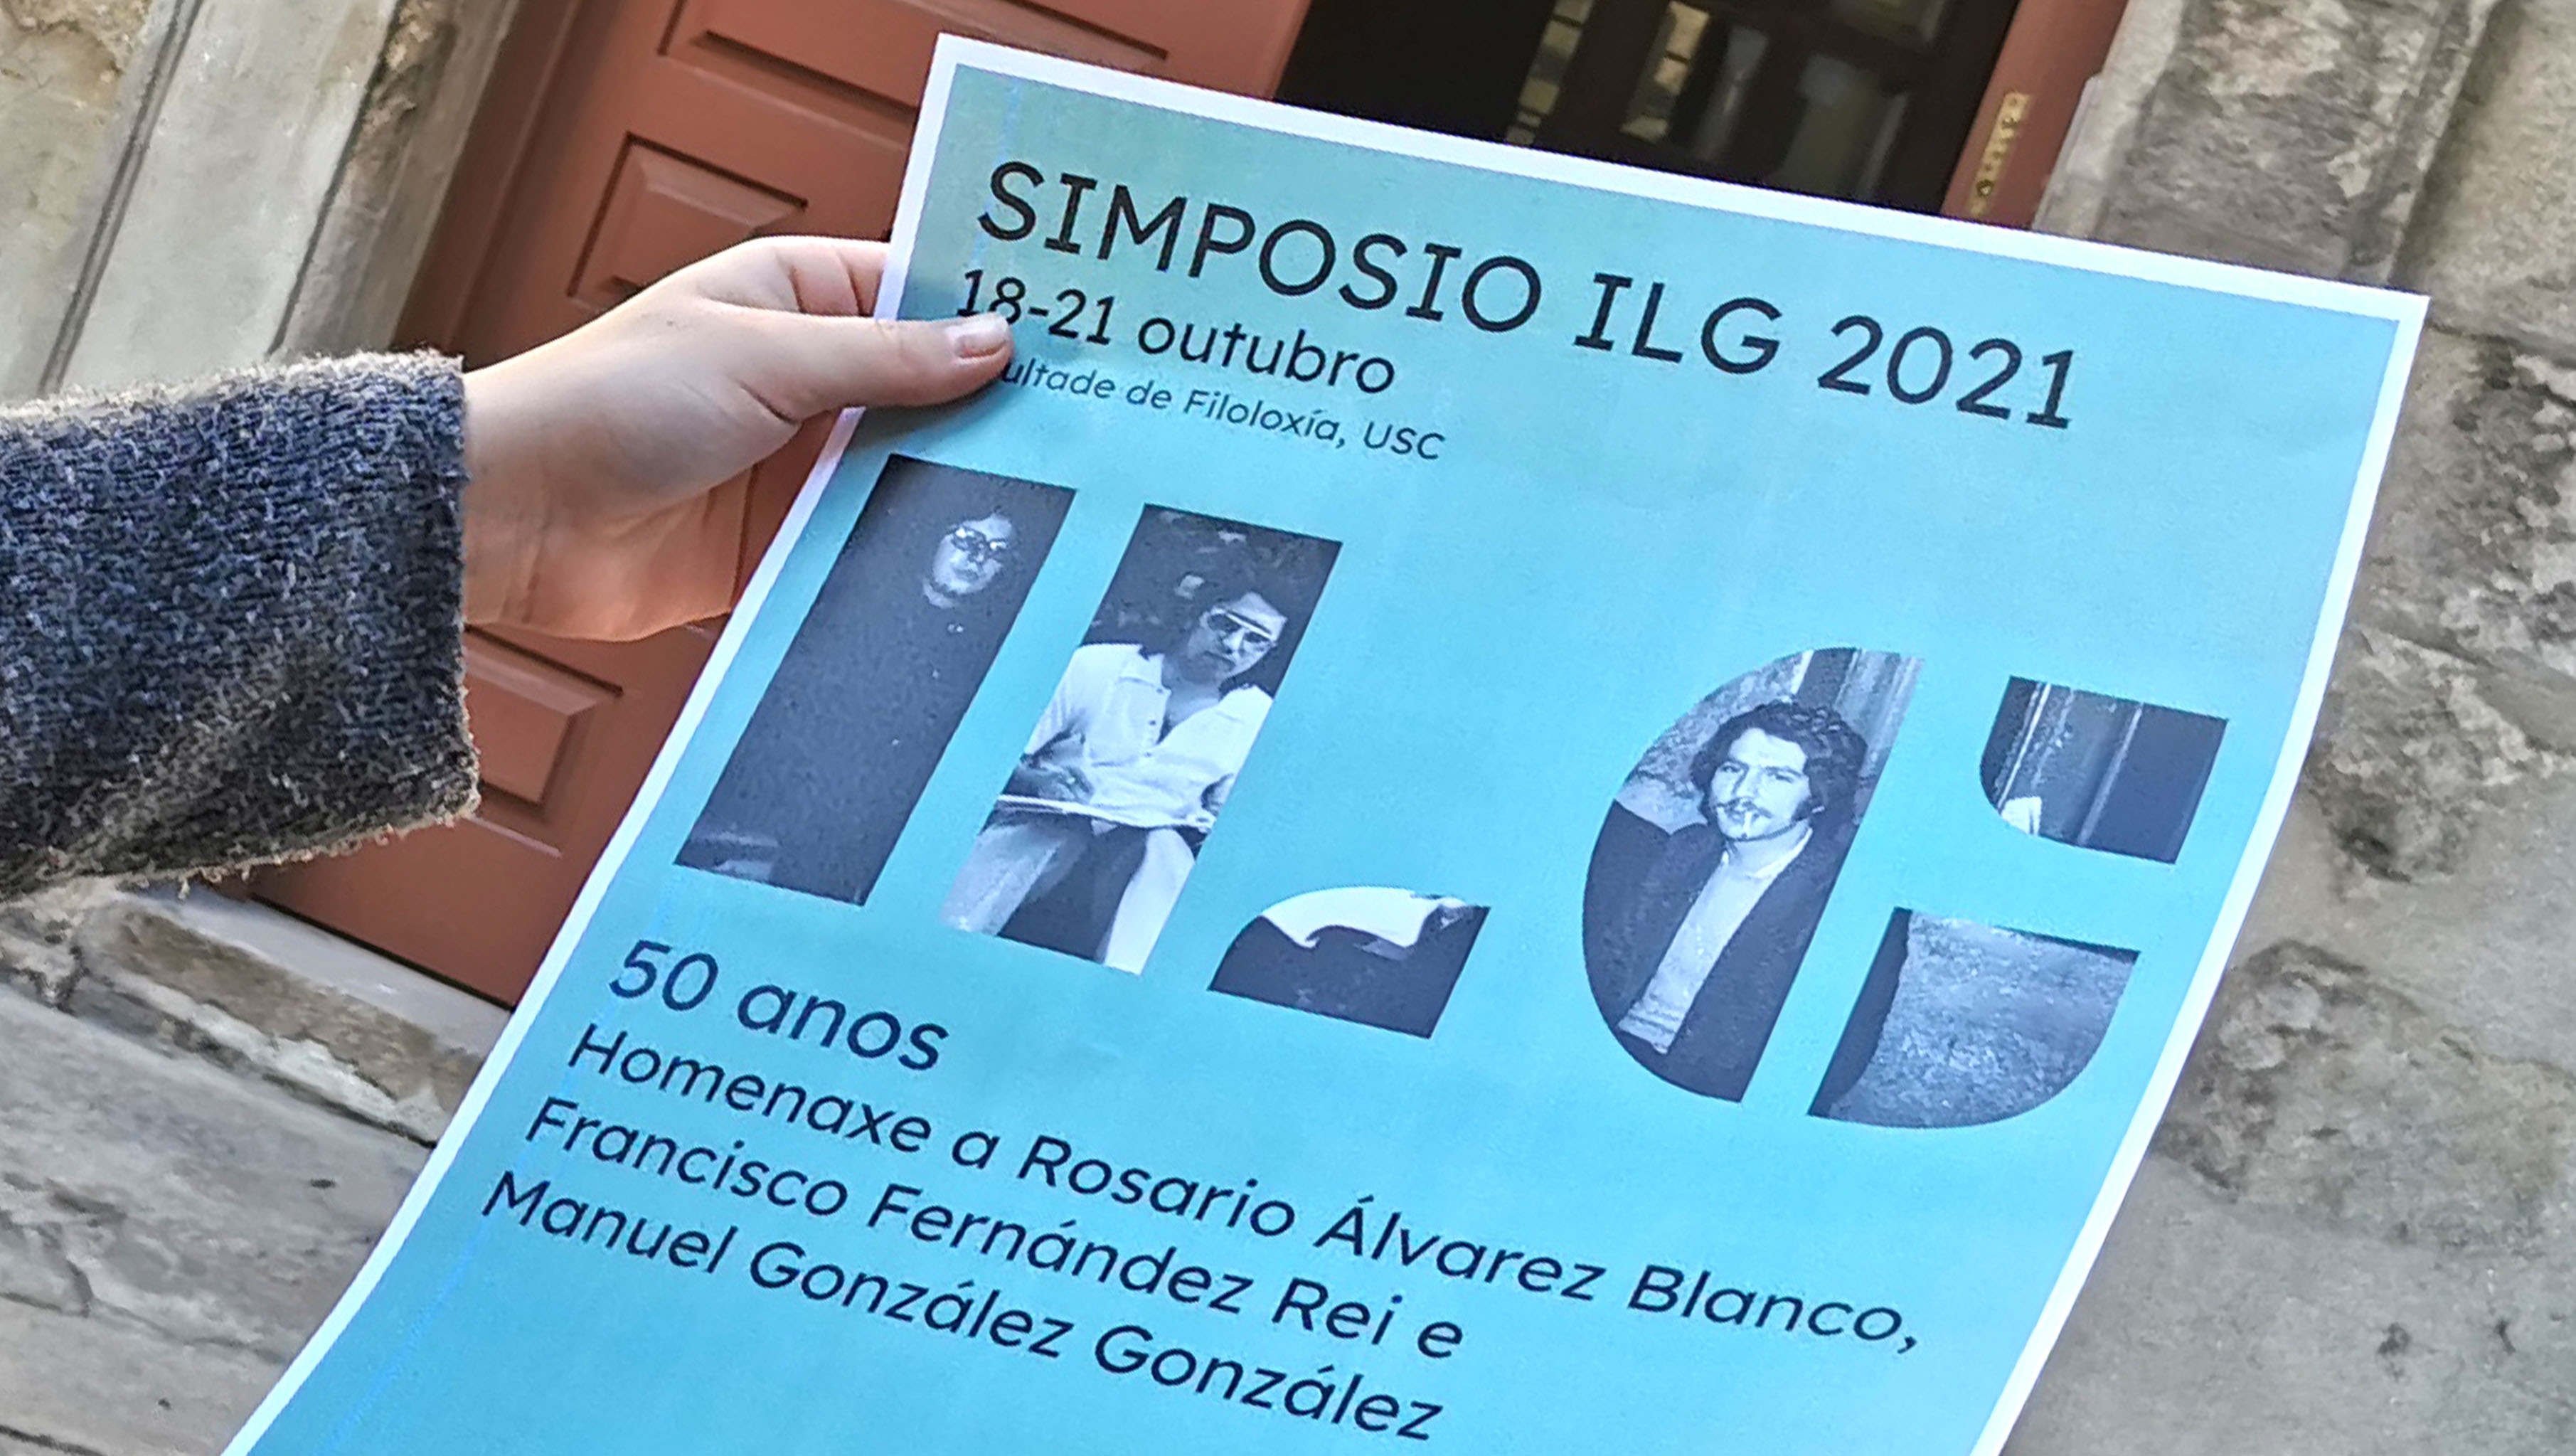 SIMPOSIO ILG 2021
18-21 outubro
ultade de Filoloxía, USC
ILG
50 anos
Homenaxe a Rosario Álvarez Blanco,
Francisco Fernández Rei e
Manuel González González